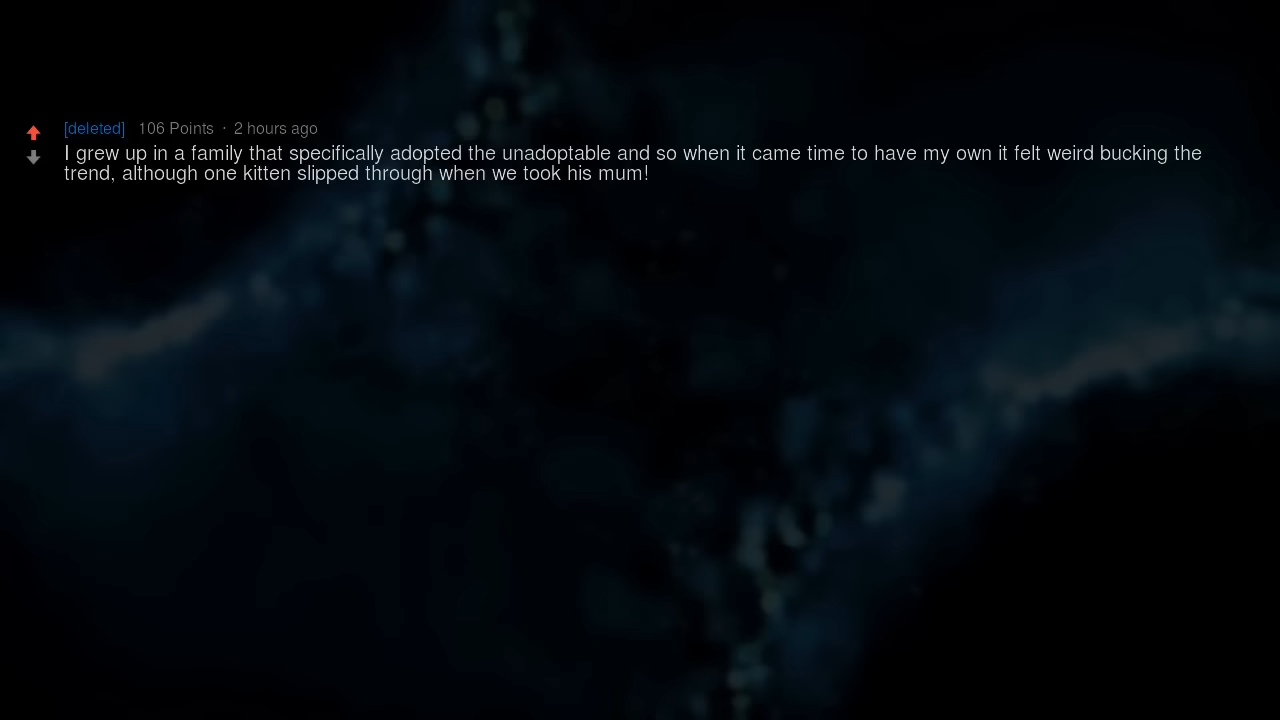 [deleted] 106 Points · 2 hours ago
I grew up in a family that specifically adopted the unadoptable and so when it came time to have my own it felt weird bucking the
trend, although one kitten slipped through when we took his mum!